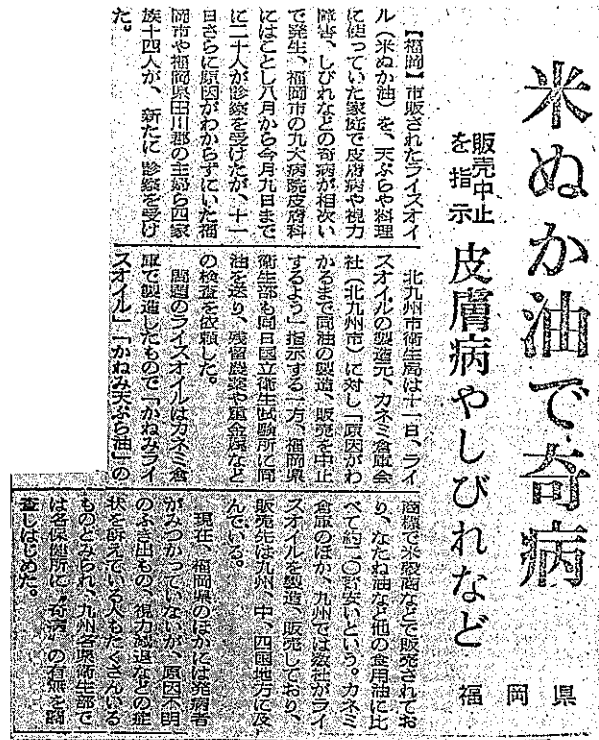 米ぬか油で奇病
販売中止
を指示
皮膚病やしびれなど
福岡県
【福岡】市販されたライスオイ
ル（米ぬか油）を、天ぷらや料理
に使っていた家庭で皮膚病や視力
障害、しびれなどの奇病が相次い
で発生、福岡市の九大病院皮膚科
にはことし八月から今月九日まで
に二十人が診察を受けたが、十一
日さらに原因がわからずにいた福
岡市や福岡県田川郡の主婦ら四家
族十四人が、新たに診察を受け
た。
北九州市衛生局は十一日、ライ
スオイルの製造元、カネミ倉庫会
社（北九州市）に対し「原因がわ
かるまで同油の製造、販売を中止
するよう」指示する一方、福岡県
衛生部も同日国立衛生試験所に同
油を送り、残留農薬や重金属など
の検査を依頼した。
問題のライスオイルはカネミ倉
庫で製造したもので「かねみライ
スオイル」「かねみ天ぷら油」の
商標で米穀商などで販売されてお
り、なたね油など他の食用油に比
べて約二〇％安いという。カネミ
倉庫のほか、九州では数社がライ
スオイルを製造、販売しており、
販売先は九州、中、四国地方に及
んでいる。
現在、福岡県のほかには発病者
がみつかっていないが、原因不明
のふき出もの、視力減退などの症
状を訴えている人もたくさんいる
ものとみられ、九州各県衛生部で
は各保健所に“奇病”の有無を調
査しはじめた。